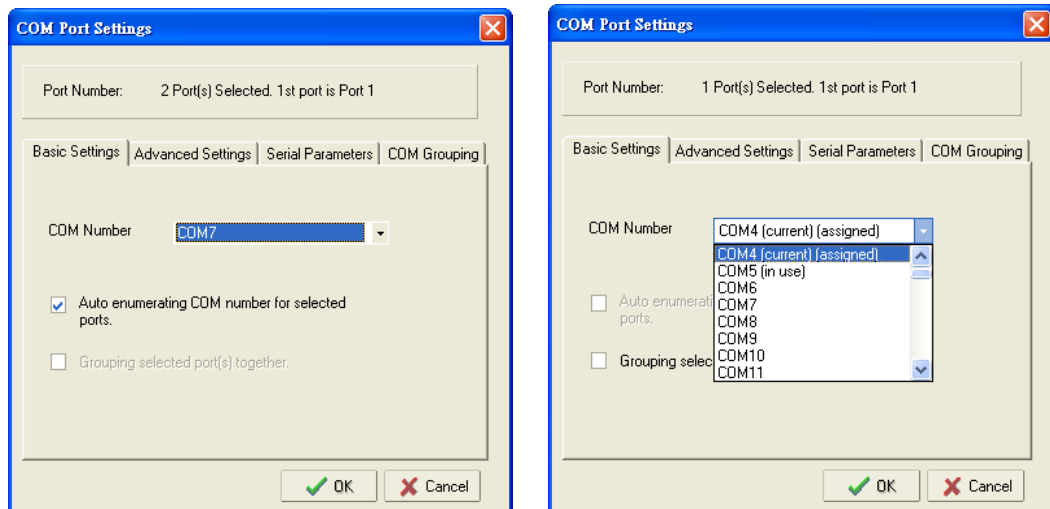 COM Port Settings
Port Number: 2 Port(s) Selected. 1st port is Port 1
Basic Settings Advanced Settings Serial Parameters COM Grouping
COM Number COM7
Auto enumerating COM number for selected
ports.
Grouping selected port(s) together.
OK Cancel
COM Port Settings
Port Number: 1 Port(s) Selected. 1st port is Port 1
Basic Settings Advanced Settings Serial Parameters COM Grouping
COM Number COM4 (current) (assigned)
COM4 (current) (assigned)
COM5 (in use)
COM6
Auto enumerati COM7
ports. COM8
COM9
Grouping selec COM10
COM11
OK Cancel